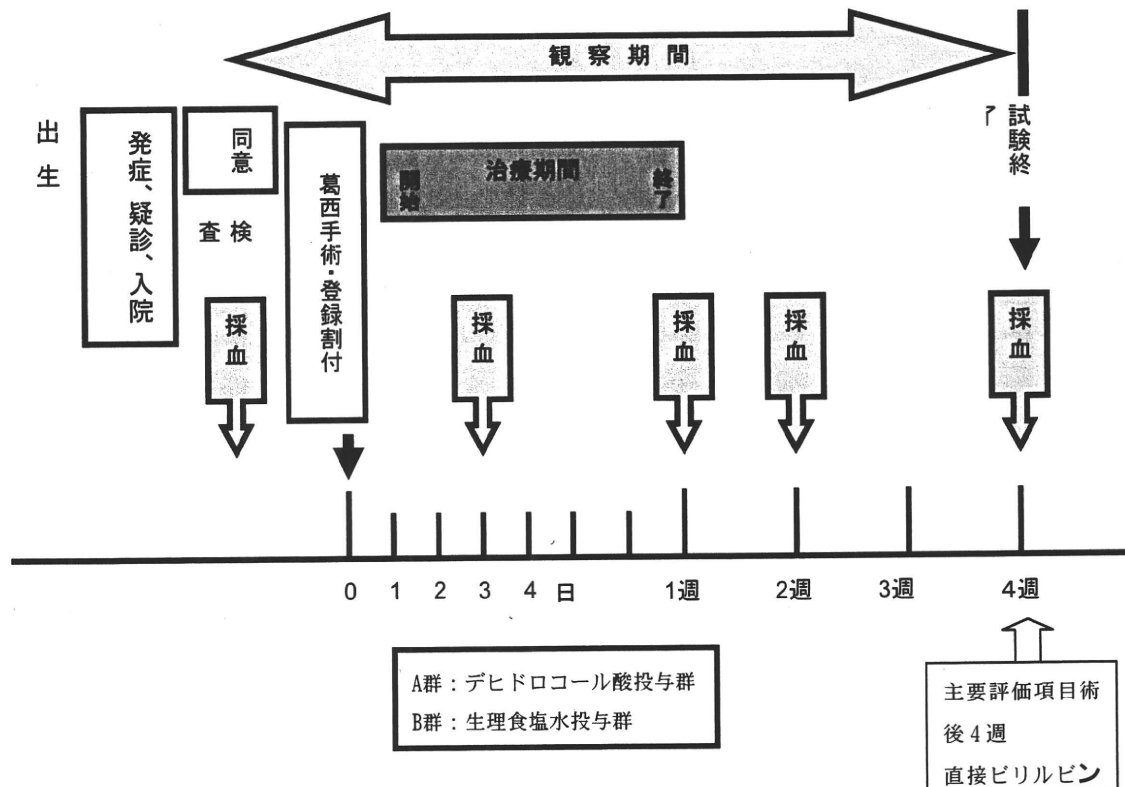 観察期間
出生
発症、疑診、入院
同意
査検
葛西手術・登録割付
治療期間
開始
終了
試験終
了
採血
採血
採血
採血
採血
0
1
2
3
4
日
1週
2週
3週
4週
A群：デヒドロコール酸投与群
B群：生理食塩水投与群
主要評価項目術
後4週
直接ビリルビン